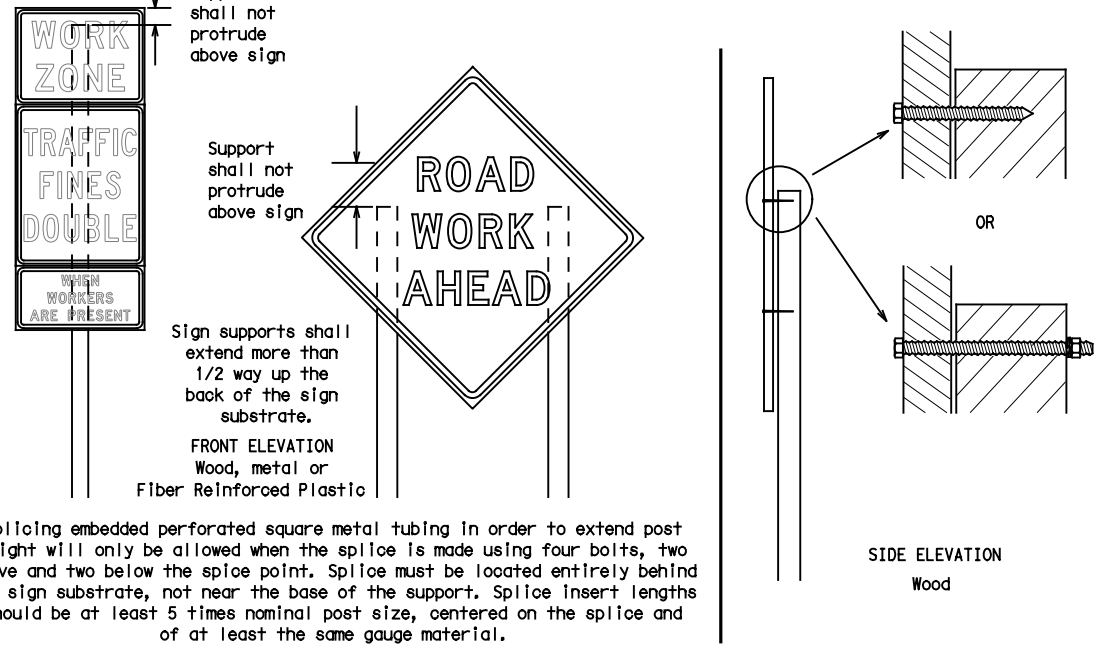 shall not
protrude
above sign
WORK
ZONE
TRAFFIC
FINES
DOUBLE
WHEN
WORKERS
ARE PRESENT
Support
shall not
protrude
above sign
ROAD
WORK
AHEAD
Sign supports shall
extend more than
1/2 way up the
back of the sign
substrate.
FRONT ELEVATION
Wood, metal or
Fiber Reinforced Plastic
OR
SIDE ELEVATION
Wood
embedded perforated square metal tubing in order to extend post
will only be allowed when the splice is made using four bolts, two
and two below the spice point. Splice must be located entirely behind
sign substrate, not near the base of the support. Splice insert lengths
be at least 5 times nominal post size, centered on the splice and
of at least the same gauge material.